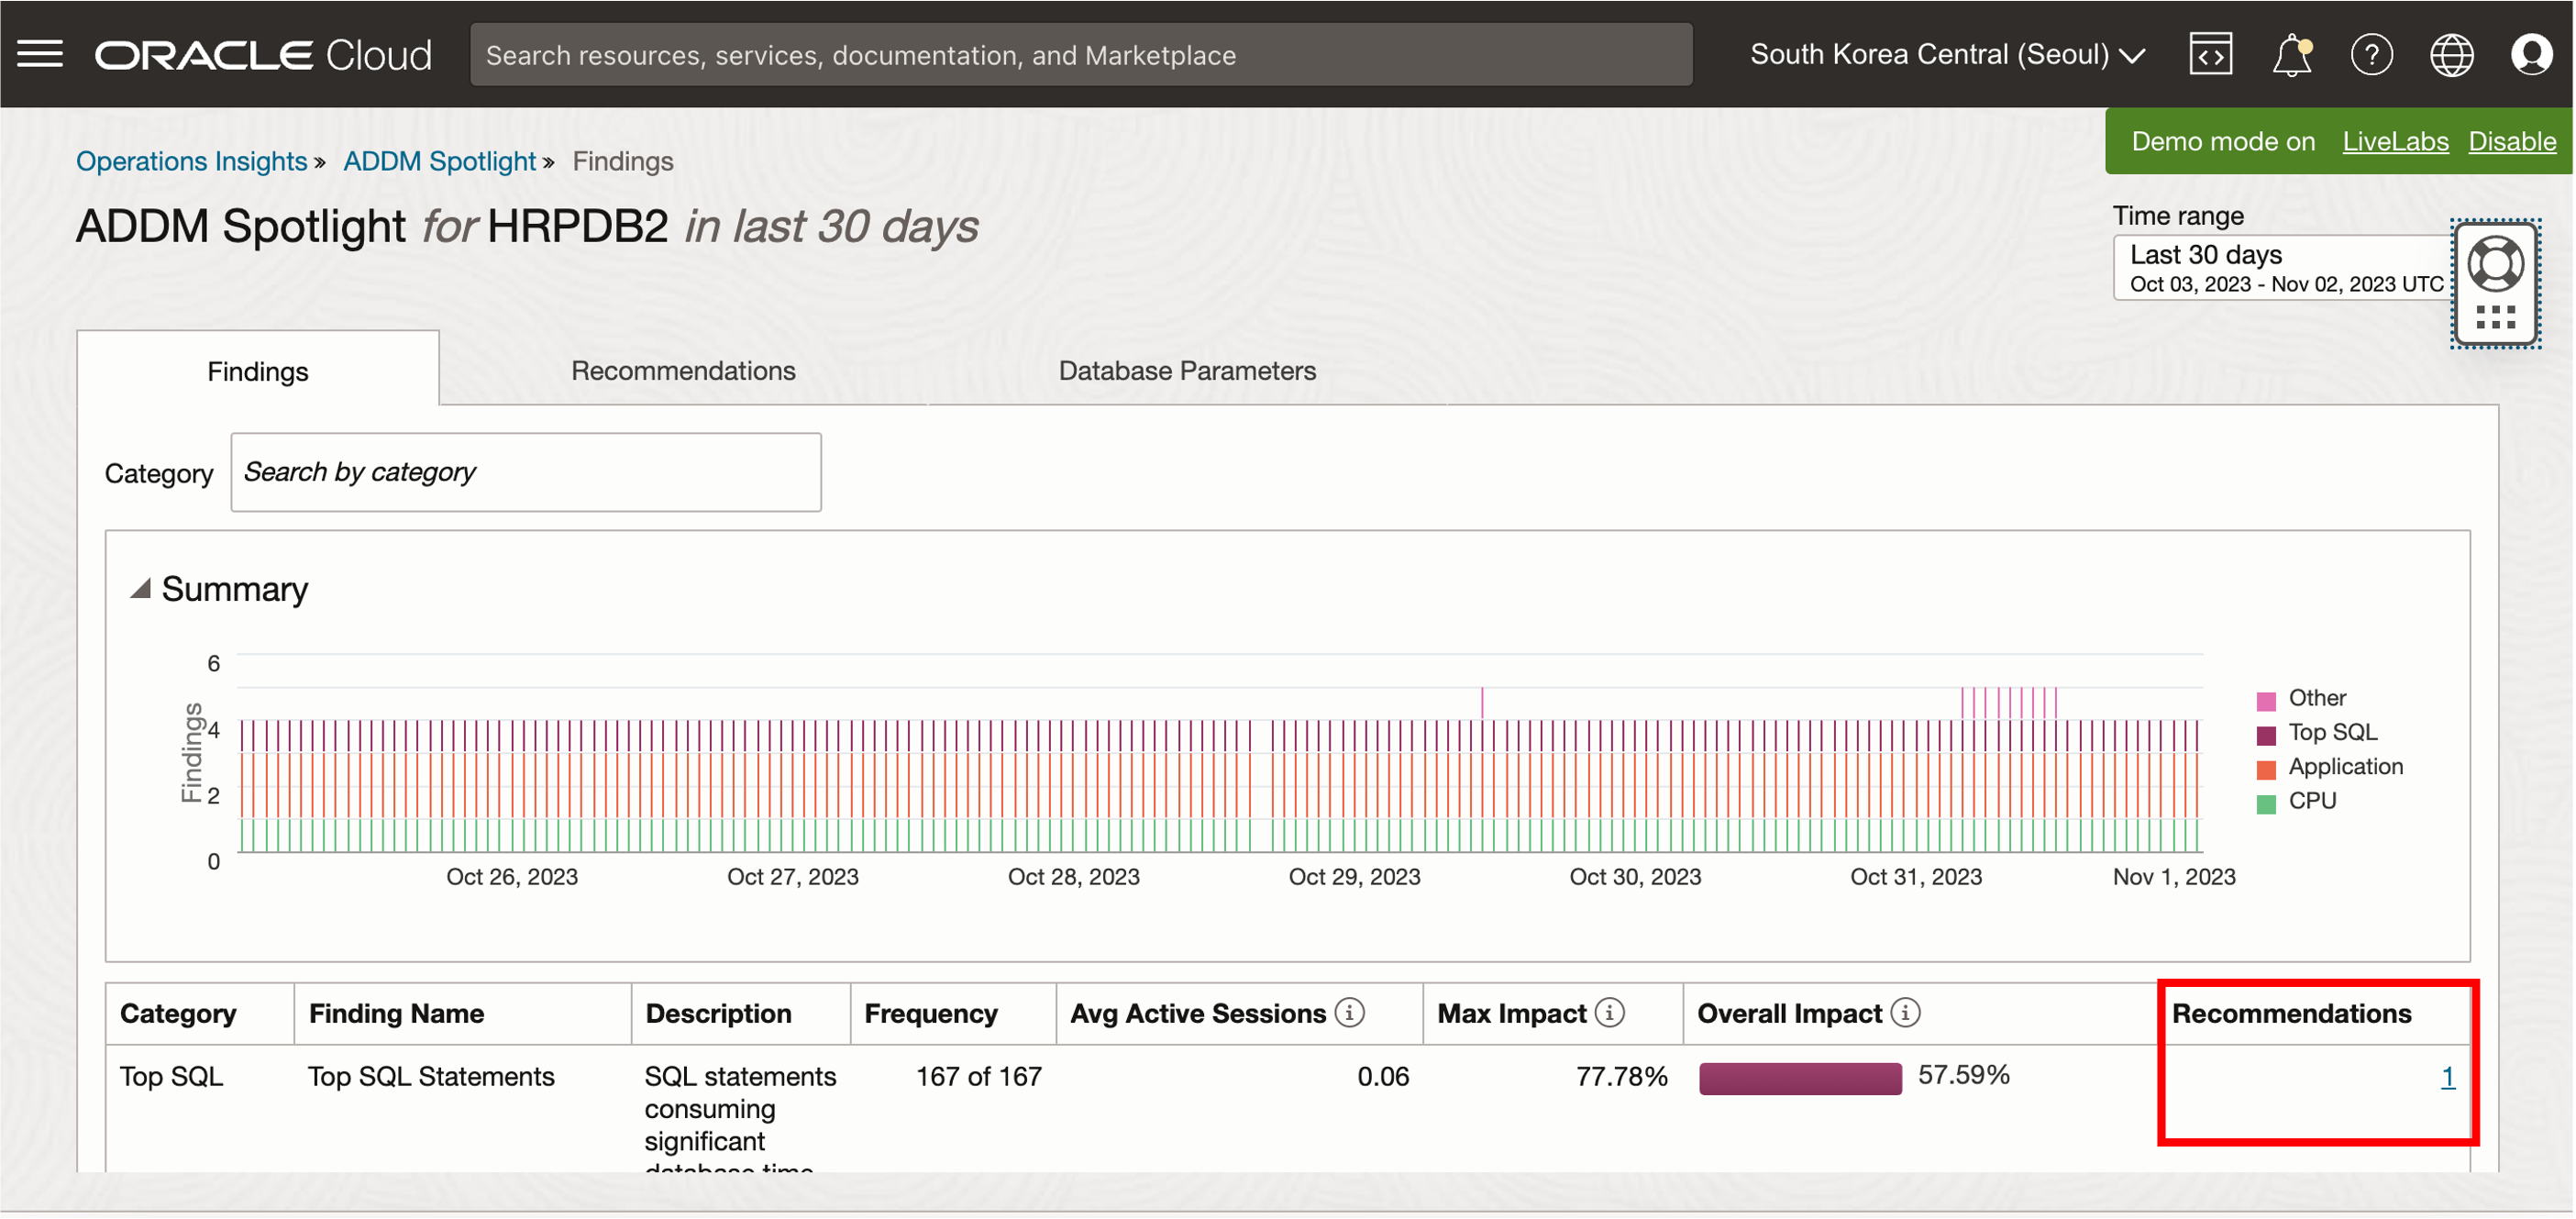 ORACLE Cloud
Search resources, services, documentation, and Marketplace
South Korea Central (Seoul)
Demo mode on LiveLabs Disable
Operations Insights » ADDM Spotlight » Findings
ADDM Spotlight for HRPDB2 in last 30 days
Time range
Last 30 days
Oct 03, 2023 - Nov 02, 2023 UTC
Findings Recommendations Database Parameters
Category Search by category
Summary
Findings
6
4
2
0
Oct 26, 2023 Oct 27, 2023 Oct 28, 2023 Oct 29, 2023 Oct 30, 2023 Oct 31, 2023 Nov 1, 2023
Other
Top SQL
Application
CPU
Category Finding Name Description Frequency Avg Active Sessions Max Impact Overall Impact Recommendations
Top SQL Top SQL Statements SQL statements 167 of 167 0.06 77.78% 57.59% 1
consuming
significant
database time